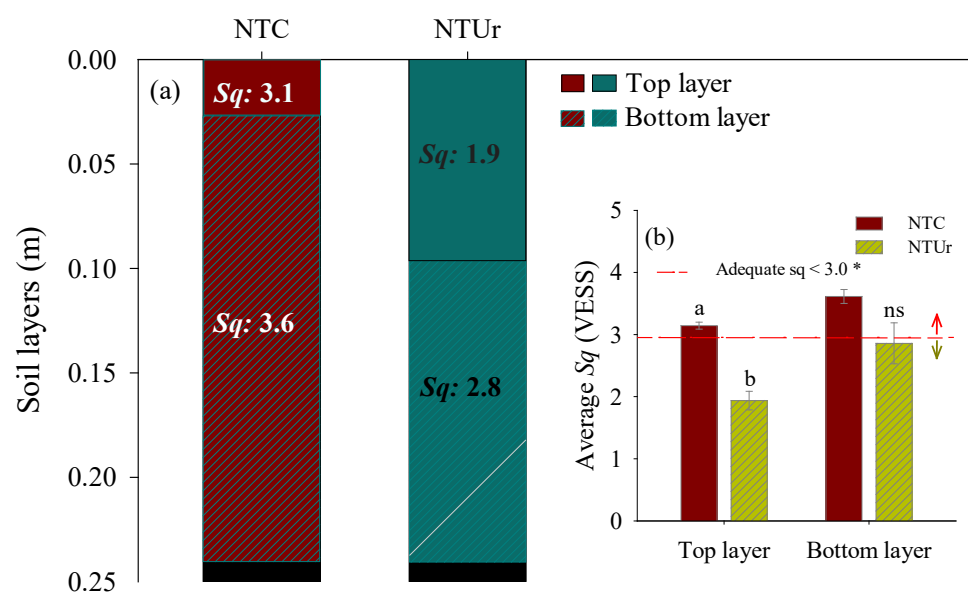 NTC NTUr
Soil layers (m)
0.00
0.05
0.10
0.15
0.20
0.25
(a)
Sq: 3.1
Sq: 3.6
Sq: 1.9
Sq: 2.8
Top layer
Bottom layer
(b)
NTC
NTUr
Adequate sq < 3.0 *
Average Sq (VESS)
5
4
3
2
1
0
a
b
ns
Top layer Bottom layer